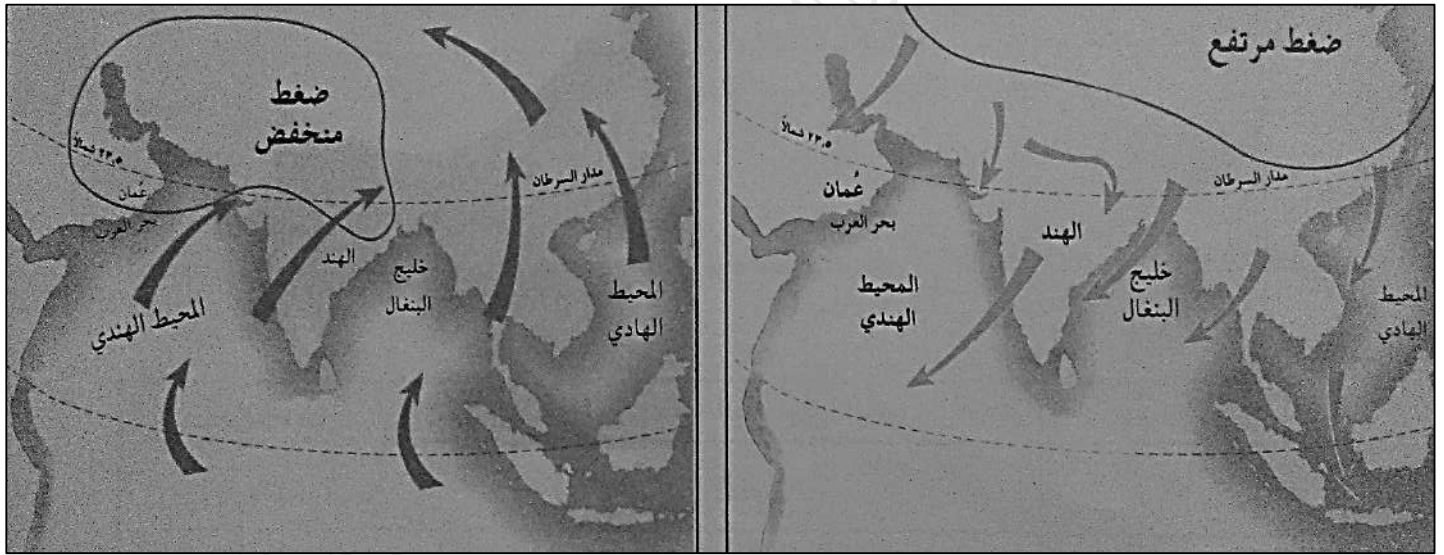 ضغط مرتفع
٢٣,٥ شمالاً
مدار السرطان
عُمان
بحر العرب
الهند
المحيط
الهندي
خليج
البنغال
المحيط
الهادي
ضغط
منخفض
٢٣,٥ شمالاً
مدار السرطان
عُمان
بحر العرب
الهند
خليج
البنغال
المحيط الهندي
المحيط
الهادي